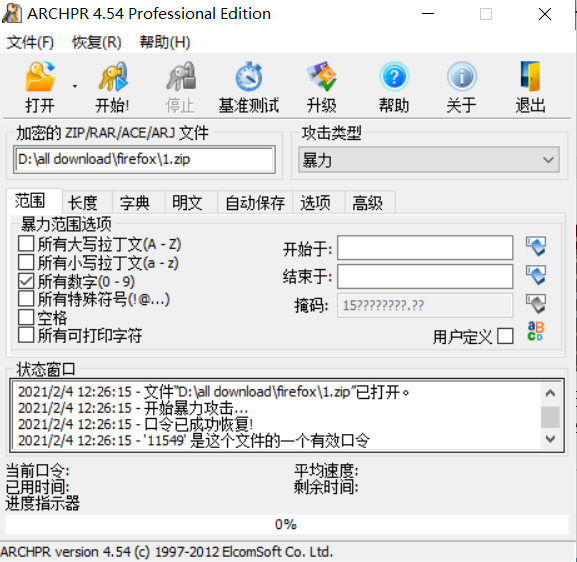 ARCHPR 4.54 Professional Edition
文件(F) 恢复(R) 帮助(H)
打开 开始! 停止 基准测试 升级 帮助 关于 退出
加密的 ZIP/RAR/ACE/ARJ 文件 攻击类型
D:\all download\firefox\1.zip 暴力
范围 长度 字典 明文 自动保存 选项 高级
暴力范围选项
所有大写拉丁文(A - Z) 开始于:
所有小写拉丁文(a - z)
所有数字(0 - 9) 结束于:
所有特殊符号(!@...) 掩码: 15????????.??
空格
所有可打印字符 用户定义
状态窗口
2021/2/4 12:26:15 - 文件“D:\all download\firefox\1.zip”已打开。
2021/2/4 12:26:15 - 开始暴力攻击...
2021/2/4 12:26:15 - 口令已成功恢复!
2021/2/4 12:26:15 - '11549' 是这个文件的一个有效口令
当前口令: 平均速度:
已用时间: 剩余时间:
进度指示器
0%
ARCHPR version 4.54 (c) 1997-2012 ElcomSoft Co. Ltd.